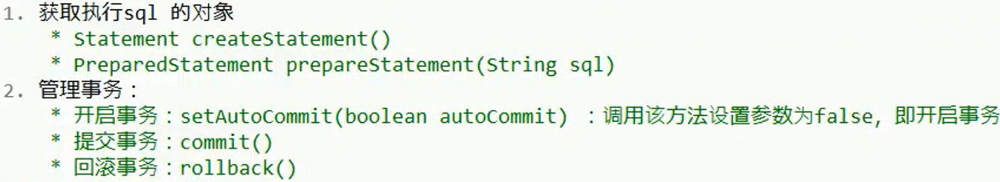 1. 获取执行sql 的对象
* Statement createStatement()
* PreparedStatement prepareStatement(String sql)
2. 管理事务：
* 开启事务：setAutoCommit(boolean autoCommit) ：调用该方法设置参数为false，即开启事务
* 提交事务：commit()
* 回滚事务：rollback()